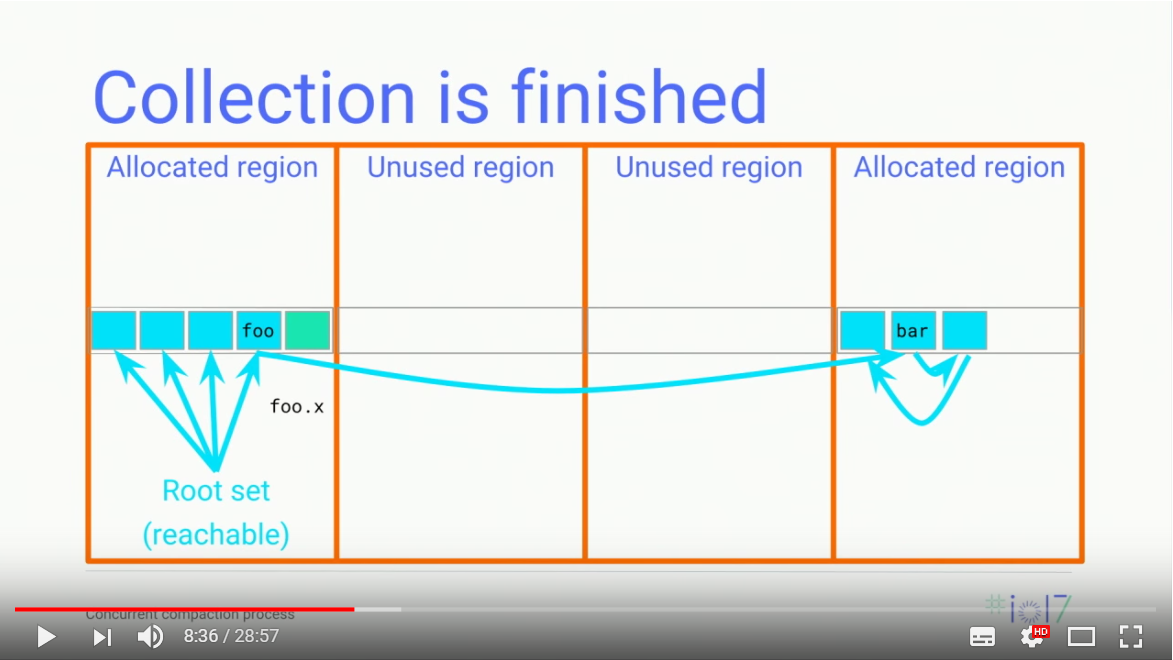 Collection is finished
Allocated region
Unused region
Unused region
Allocated region
foo
bar
foo.x
Root set
(reachable)
Concurrent compaction process
#io17
8:36 / 28:57
HD